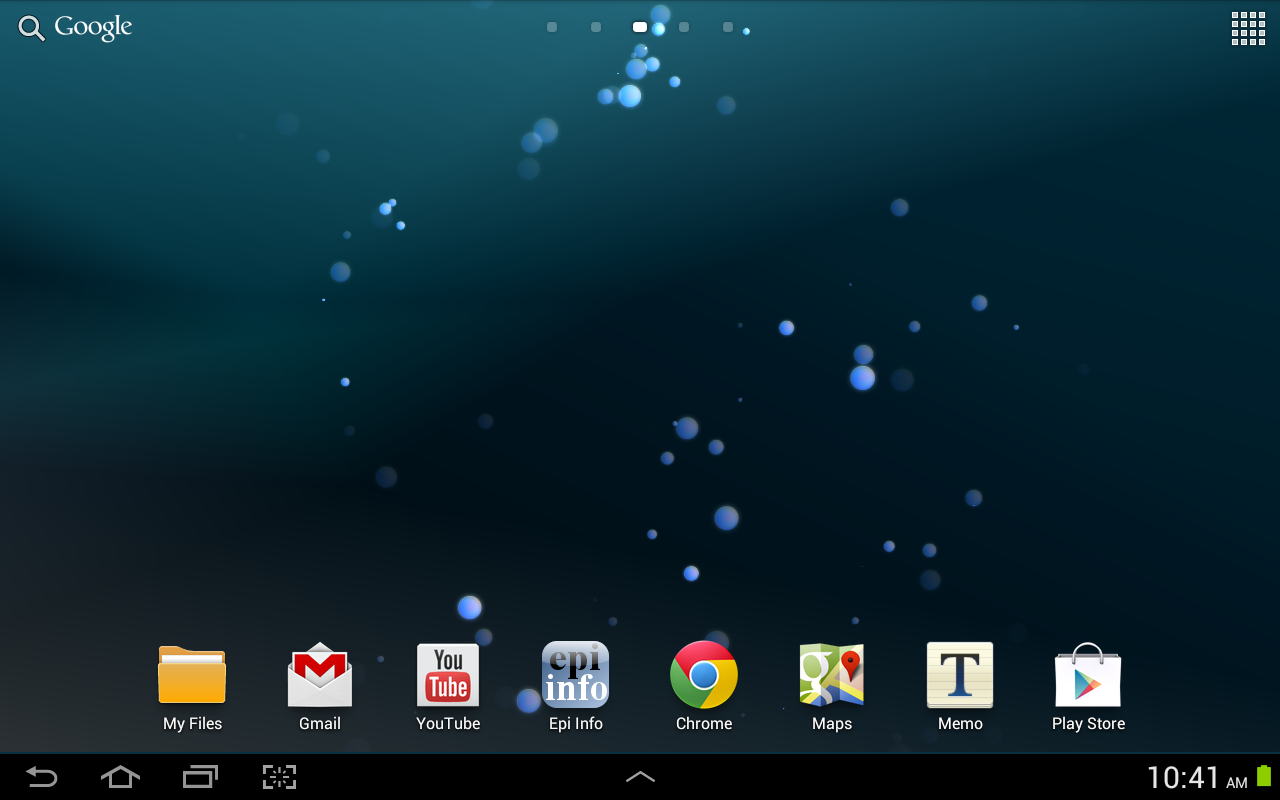 Google
You
Tube
epi
info
g
T
My Files
Gmail
YouTube
Epi Info
Chrome
Maps
Memo
Play Store
10:41 AM